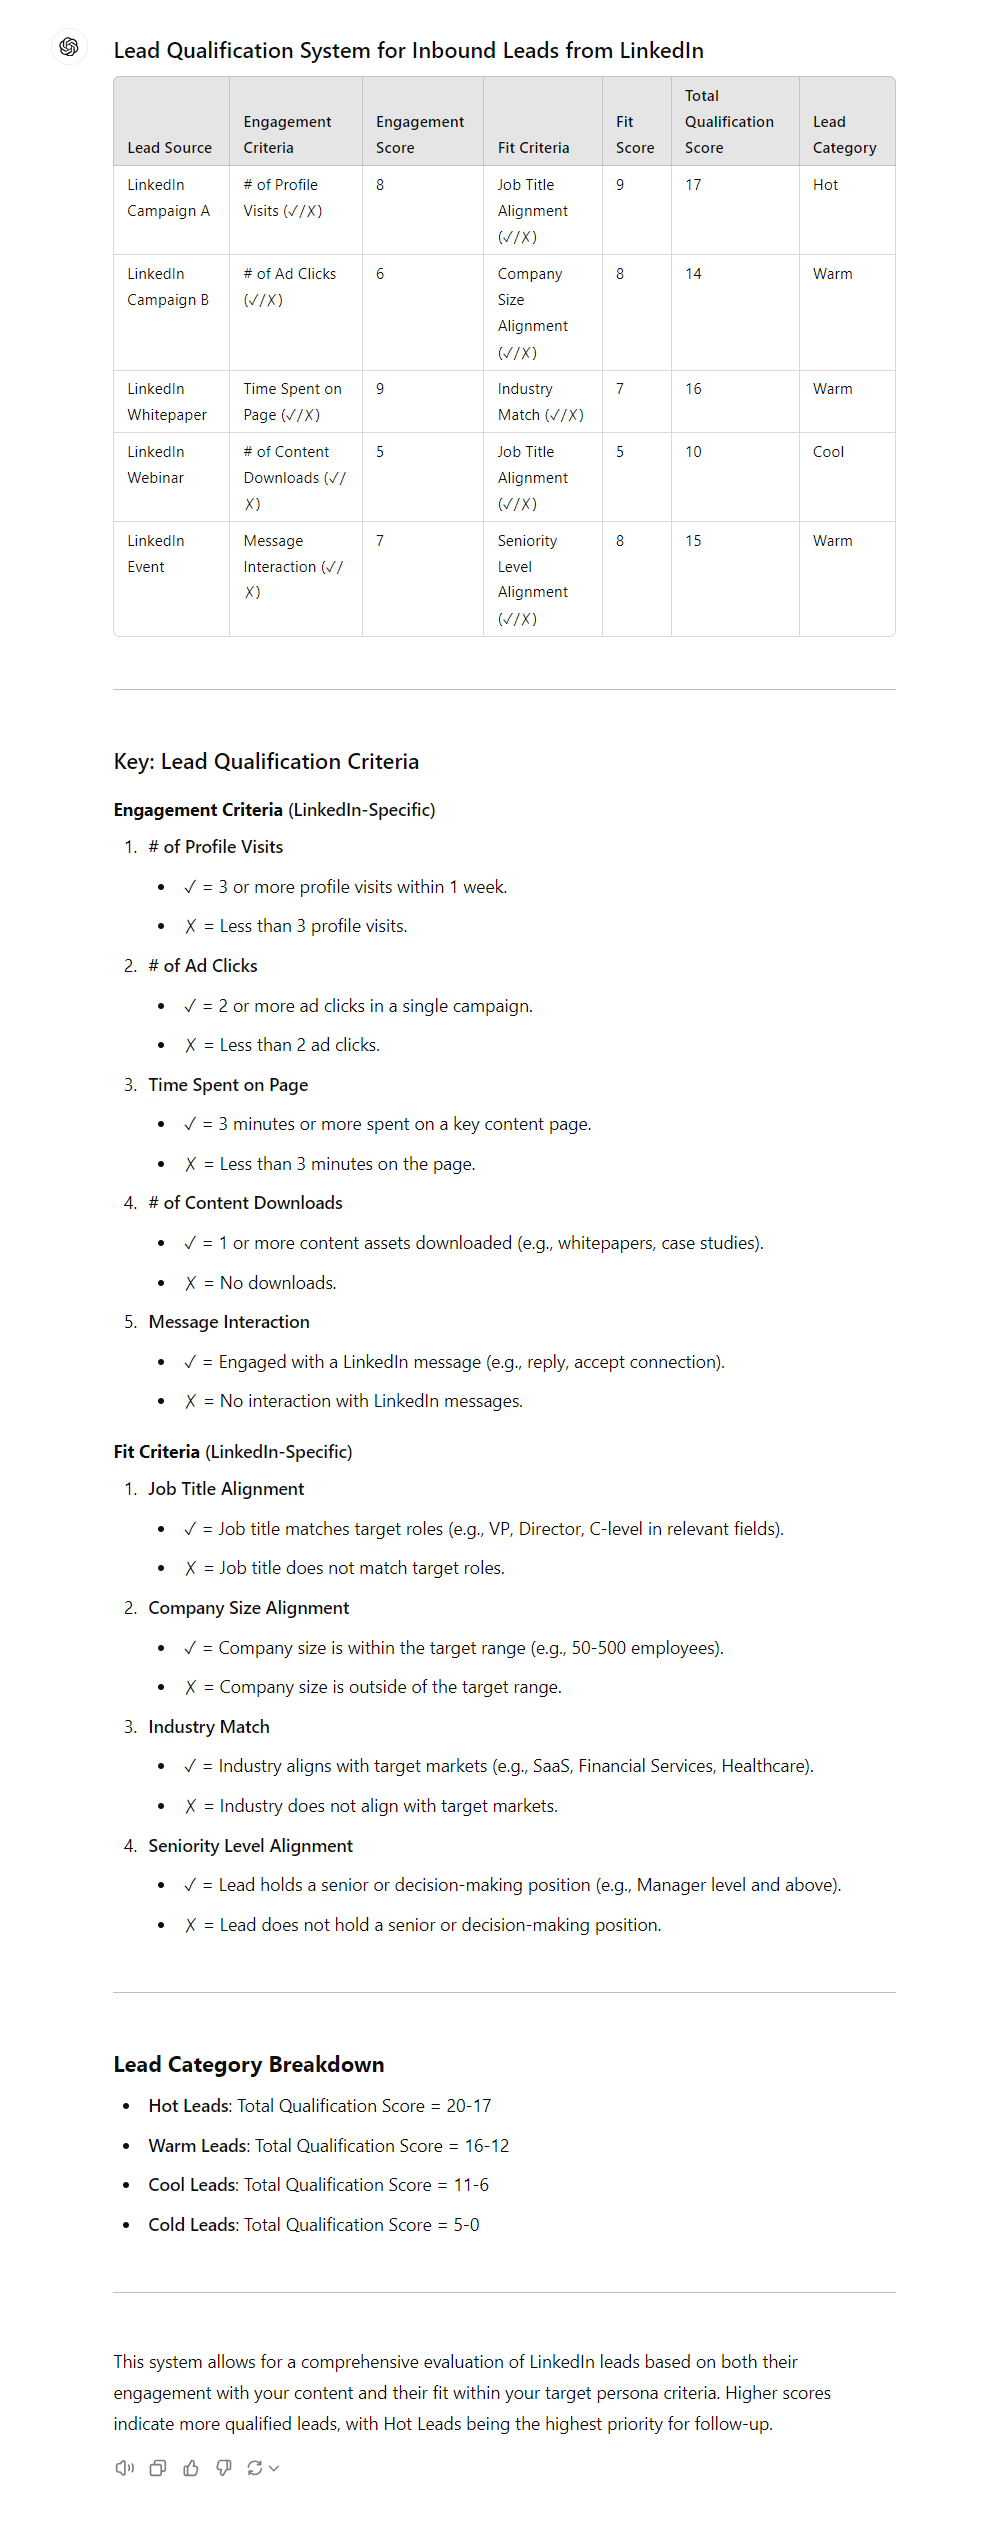 Lead Qualification System for Inbound Leads from LinkedIn
Lead Source | Engagement Criteria | Engagement Score | Fit Criteria | Fit Score | Total Qualification Score | Lead Category
LinkedIn Campaign A | # of Profile Visits (✓/✗) | 8 | Job Title Alignment (✓/✗) | 9 | 17 | Hot
LinkedIn Campaign B | # of Ad Clicks (✓/✗) | 6 | Company Size Alignment (✓/✗) | 8 | 14 | Warm
LinkedIn Whitepaper | Time Spent on Page (✓/✗) | 9 | Industry Match (✓/✗) | 7 | 16 | Warm
LinkedIn Webinar | # of Content Downloads (✓/✗) | 5 | Job Title Alignment (✓/✗) | 5 | 10 | Cool
LinkedIn Event | Message Interaction (✓/✗) | 7 | Seniority Level Alignment (✓/✗) | 8 | 15 | Warm
Key: Lead Qualification Criteria
Engagement Criteria (LinkedIn-Specific)
1. # of Profile Visits
• ✓ = 3 or more profile visits within 1 week.
• ✗ = Less than 3 profile visits.
2. # of Ad Clicks
• ✓ = 2 or more ad clicks in a single campaign.
• ✗ = Less than 2 ad clicks.
3. Time Spent on Page
• ✓ = 3 minutes or more spent on a key content page.
• ✗ = Less than 3 minutes on the page.
4. # of Content Downloads
• ✓ = 1 or more content assets downloaded (e.g., whitepapers, case studies).
• ✗ = No downloads.
5. Message Interaction
• ✓ = Engaged with a LinkedIn message (e.g., reply, accept connection).
• ✗ = No interaction with LinkedIn messages.
Fit Criteria (LinkedIn-Specific)
1. Job Title Alignment
• ✓ = Job title matches target roles (e.g., VP, Director, C-level in relevant fields).
• ✗ = Job title does not match target roles.
2. Company Size Alignment
• ✓ = Company size is within the target range (e.g., 50-500 employees).
• ✗ = Company size is outside of the target range.
3. Industry Match
• ✓ = Industry aligns with target markets (e.g., SaaS, Financial Services, Healthcare).
• ✗ = Industry does not align with target markets.
4. Seniority Level Alignment
• ✓ = Lead holds a senior or decision-making position (e.g., Manager level and above).
• ✗ = Lead does not hold a senior or decision-making position.
Lead Category Breakdown
• Hot Leads: Total Qualification Score = 20-17
• Warm Leads: Total Qualification Score = 16-12
• Cool Leads: Total Qualification Score = 11-6
• Cold Leads: Total Qualification Score = 5-0
This system allows for a comprehensive evaluation of LinkedIn leads based on both their
engagement with your content and their fit within your target persona criteria. Higher scores
indicate more qualified leads, with Hot Leads being the highest priority for follow-up.